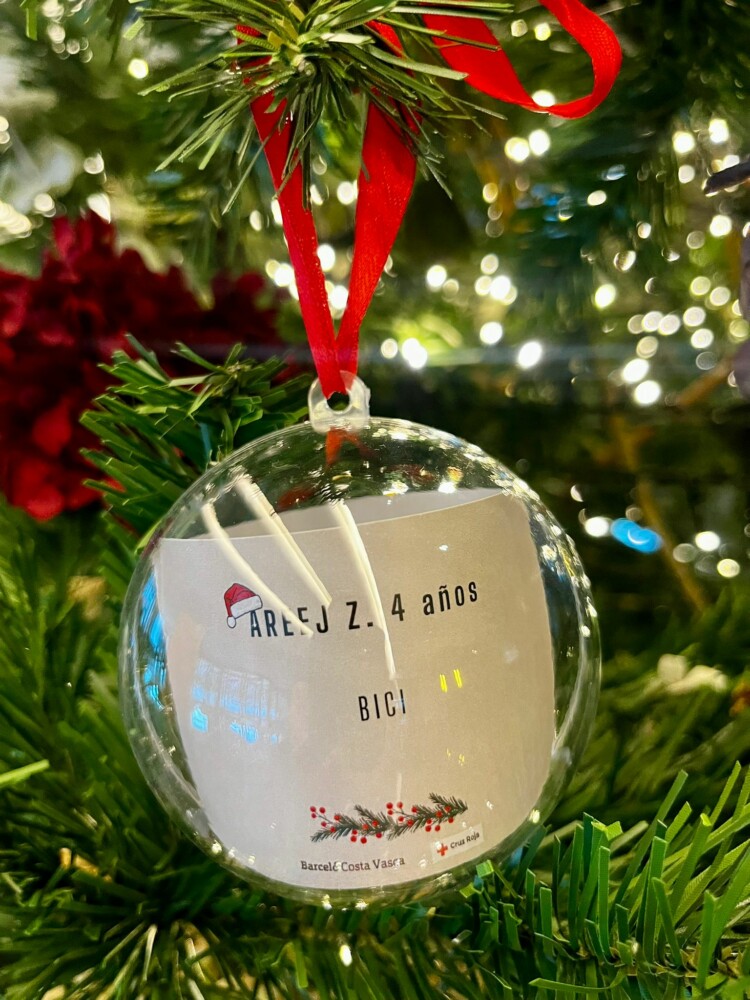 AREEJ Z. 4 años
BICI
Barceló Costa Vasca
Cruz Roja